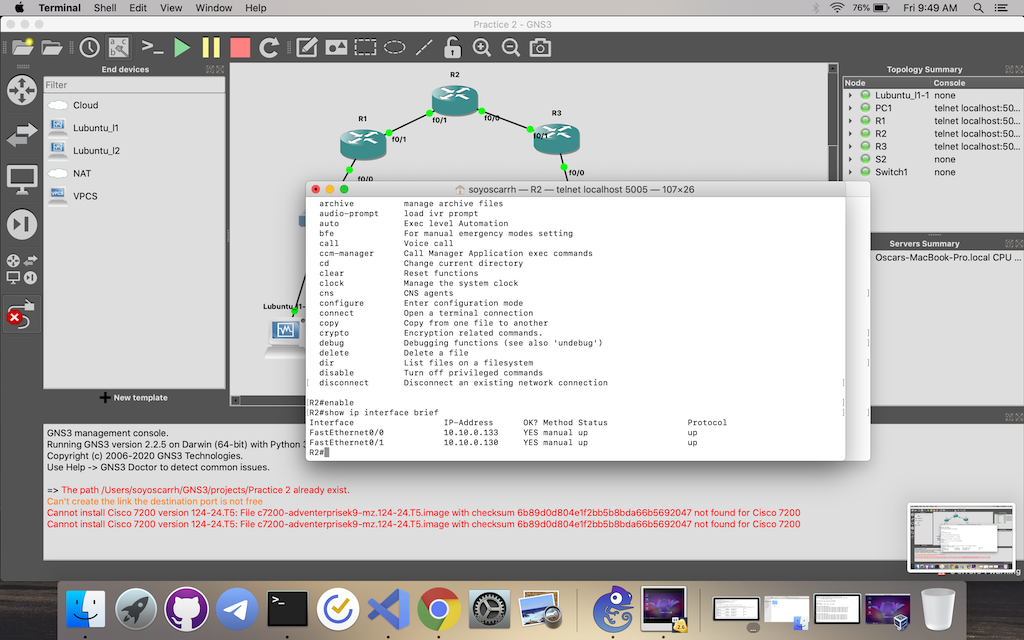 Terminal Shell Edit View Window Help 76% Fri 9:49 AM
Practice 2 - GNS3
End devices
Filter
Cloud
Lubuntu_l1
Lubuntu_l2
NAT
VPCS
New template
R2
R1
R3
f0/1
f0/0
f0/1
f0/1
f0/0
f0/0
Lubuntu_l1-
Topology Summary
Node Console
Lubuntu_l1-1 none
PC1 telnet localhost:50...
R1 telnet localhost:50...
R2 telnet localhost:50...
R3 telnet localhost:50...
S2 none
Switch1 none
Servers Summary
Oscars-MacBook-Pro.local CPU ...
soyoscarrh — R2 — telnet localhost 5005 — 107×26
archive manage archive files
audio-prompt load ivr prompt
auto Exec level Automation
bfe For manual emergency modes setting
call Voice call
ccm-manager Call Manager Application exec commands
cd Change current directory
clear Reset functions
clock Manage the system clock
cns CNS agents
configure Enter configuration mode
connect Open a terminal connection
copy Copy from one file to another
crypto Encryption related commands.
debug Debugging functions (see also 'undebug')
delete Delete a file
dir List files on a filesystem
disable Turn off privileged commands
disconnect Disconnect an existing network connection
R2#enable
R2#show ip interface brief
Interface IP-Address OK? Method Status Protocol
FastEthernet0/0 10.10.0.133 YES manual up up
FastEthernet0/1 10.10.0.130 YES manual up up
R2#
GNS3 management console.
Running GNS3 version 2.2.5 on Darwin (64-bit) with Python 3
Copyright (c) 2006-2020 GNS3 Technologies.
Use Help -> GNS3 Doctor to detect common issues.
=> The path /Users/soyoscarrh/GNS3/projects/Practice 2 already exist.
Can't create the link the destination port is not free
Cannot install Cisco 7200 version 124-24.T5: File c7200-adventerprisek9-mz.124-24.T5.image with checksum 6b89d0d804e1f2bb5b8bda66b5692047 not found for Cisco 7200
Cannot install Cisco 7200 version 124-24.T5: File c7200-adventerprisek9-mz.124-24.T5.image with checksum 6b89d0d804e1f2bb5b8bda66b5692047 not found for Cisco 7200